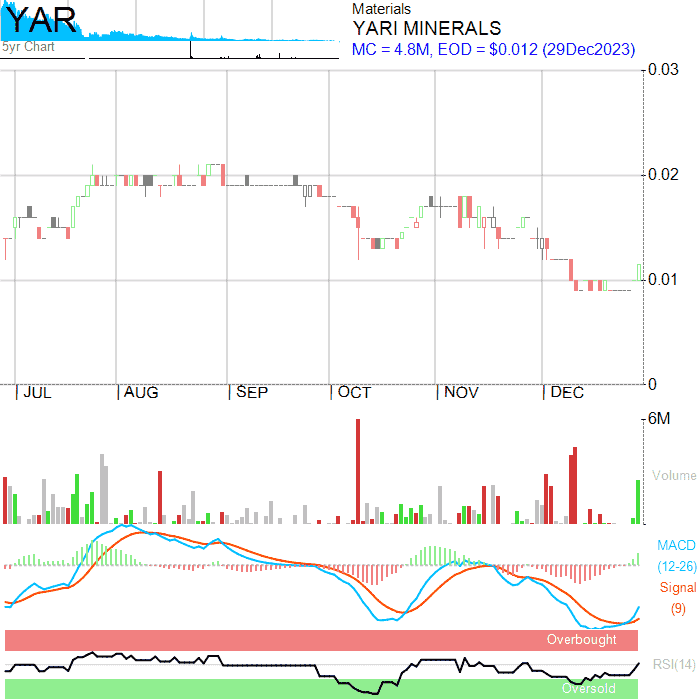 YAR
5yr Chart
Materials
YARI MINERALS
MC = 4.8M, EOD = $0.012 (29Dec2023)
0.03
0.02
0.01
0
JUL AUG SEP OCT NOV DEC
6M
Volume
MACD
(12-26)
Signal
(9)
Overbought
RSI(14)
Oversold